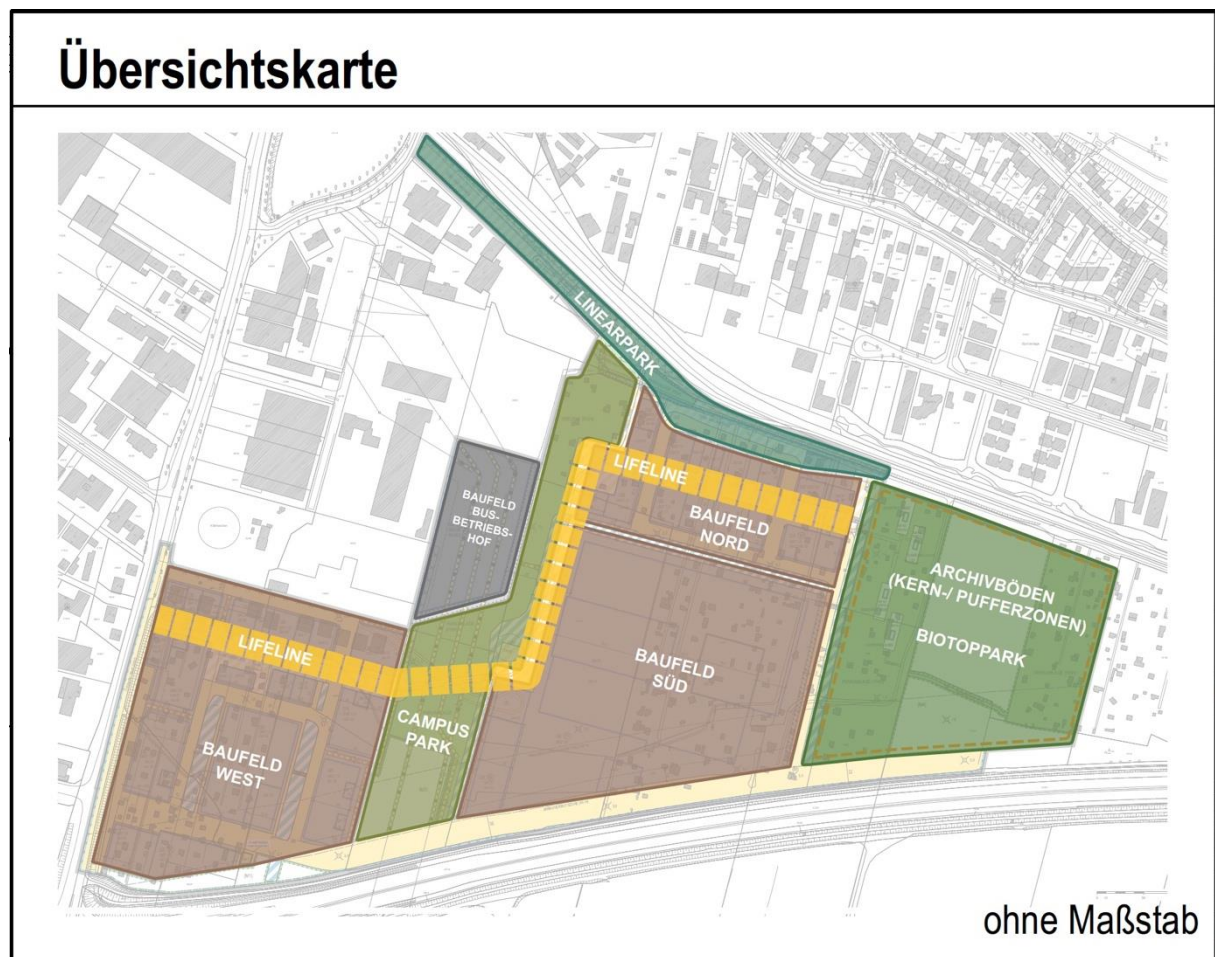 Übersichtskarte
LINEARPARK
LIFELINE
BAUFELD
NORD
BAUFELD
BUS-
BETRIEBS-
HOF
ARCHIVBÖDEN
(KERN-/ PUFFERZONEN)
BIOTOPPARK
LIFELINE
BAUFELD
SÜD
CAMPUS
PARK
BAUFELD
WEST
ohne Maßstab